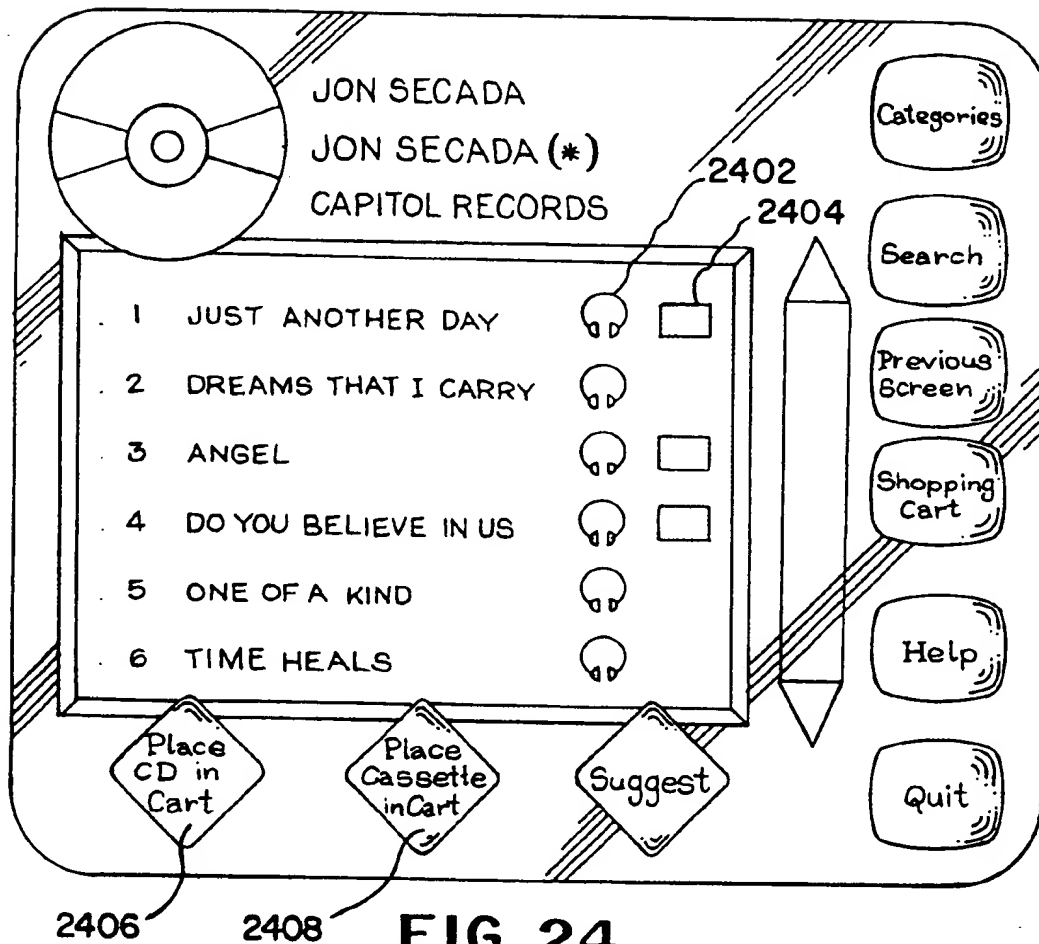 JON SECADA
JON SECADA (*)
CAPITOL RECORDS
2402
2404
1 JUST ANOTHER DAY
2 DREAMS THAT I CARRY
3 ANGEL
4 DO YOU BELIEVE IN US
5 ONE OF A KIND
6 TIME HEALS
Categories
Search
Previous
Screen
Shopping
Cart
Help
Quit
Place
CD in
Cart
Place
Cassette
in Cart
Suggest
2406
2408
FIG. 24